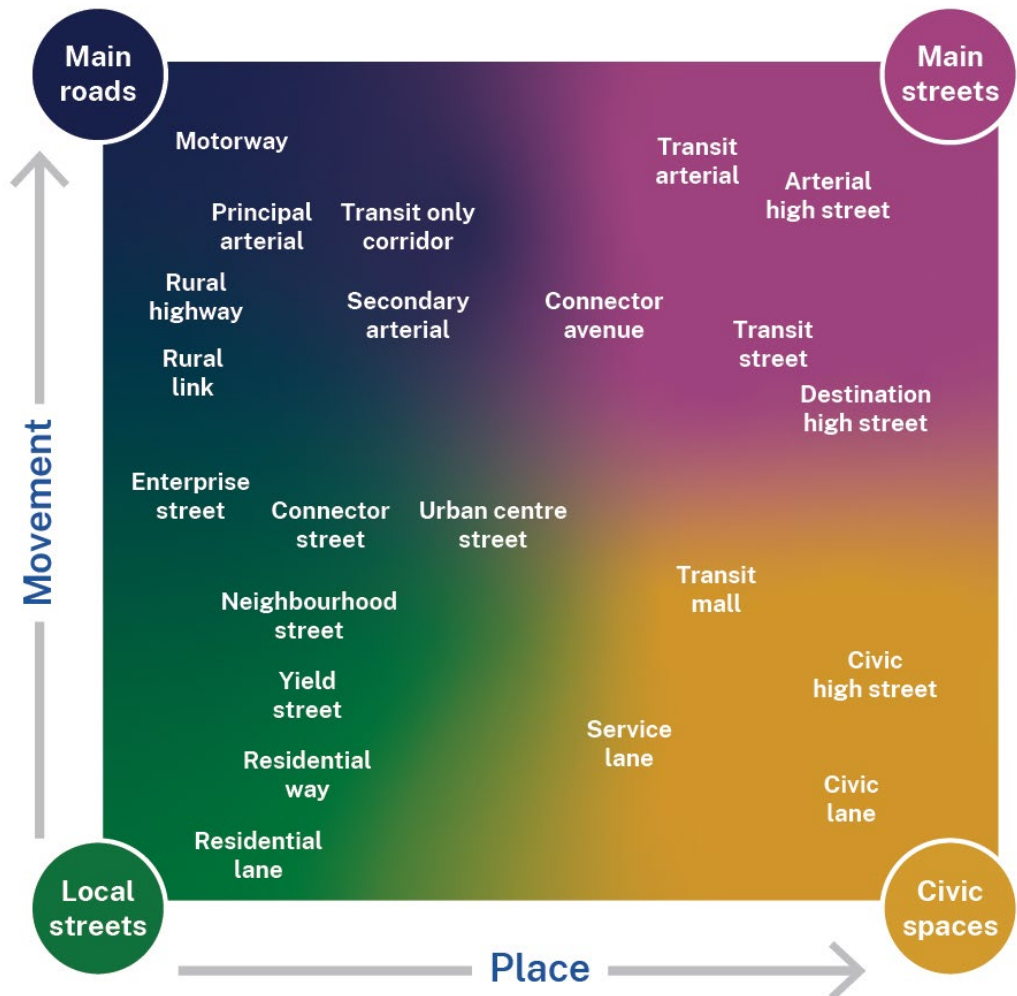 Main
roads
Main
streets
Motorway
Transit
arterial
Arterial
high street
Principal
arterial
Transit only
corridor
Rural
highway
Secondary
arterial
Connector
avenue
Transit
street
Rural
link
Destination
high street
Movement
Enterprise
street
Connector
street
Urban centre
street
Transit
mall
Neighbourhood
street
Civic
high street
Yield
street
Service
lane
Residential
way
Civic
lane
Residential
lane
Local
streets
Civic
spaces
Place